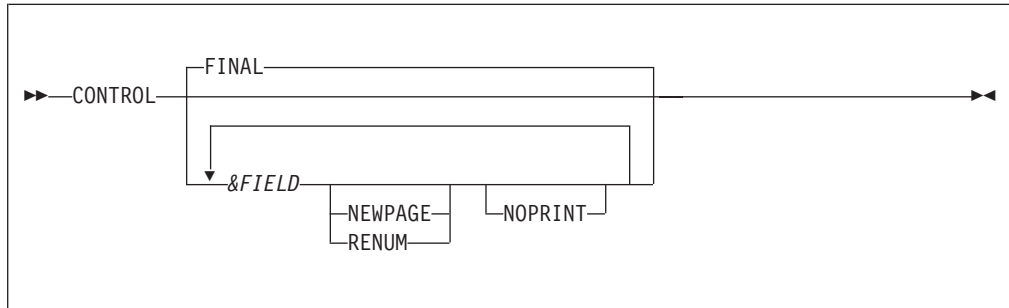 FINAL
CONTROL
&FIELD
NEWPAGE NOPRINT
RENUM